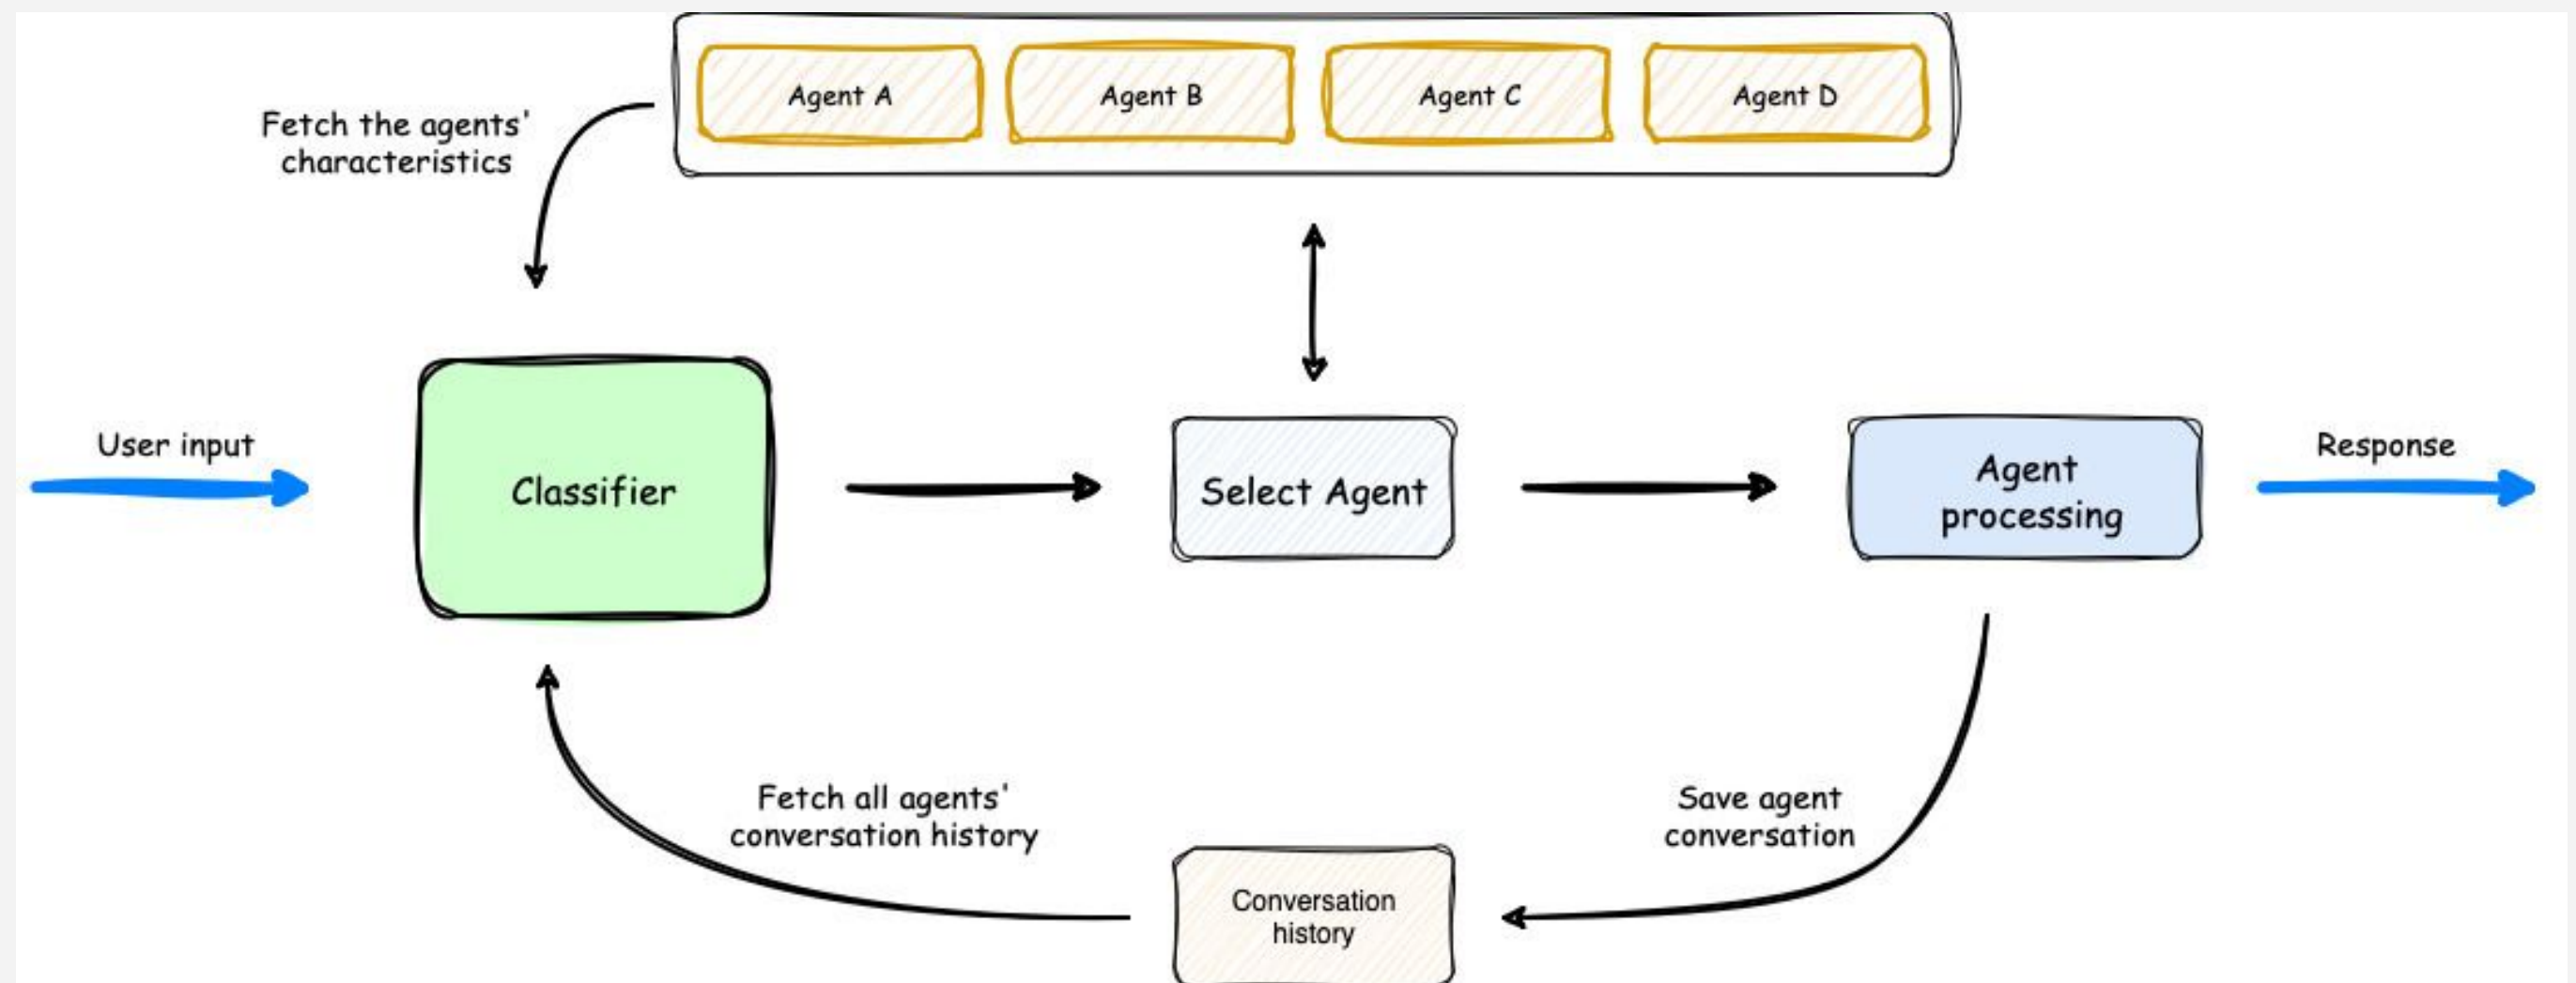 Agent A
Agent B
Agent C
Agent D
Fetch the agents'
characteristics
User input
Classifier
Select Agent
Agent
processing
Response
Fetch all agents'
conversation history
Save agent
conversation
Conversation
history